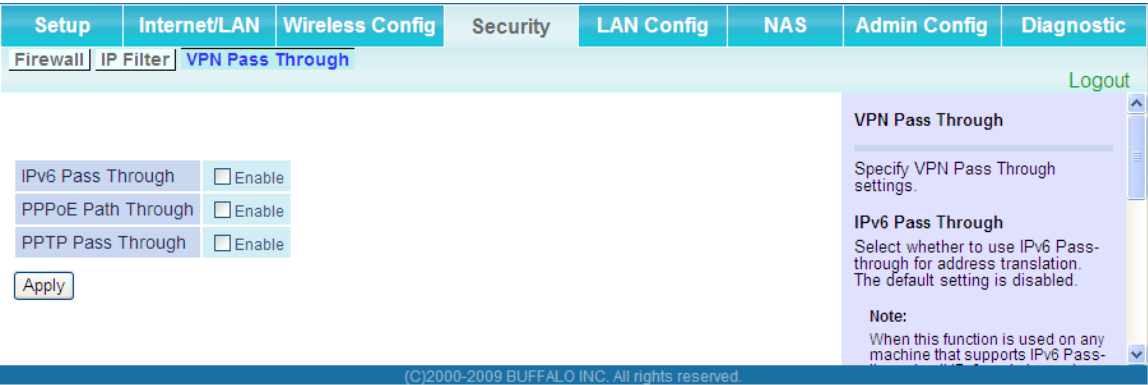 Setup Internet/LAN Wireless Config Security LAN Config NAS Admin Config Diagnostic
Firewall IP Filter VPN Pass Through
Logout
IPv6 Pass Through Enable
PPPoE Path Through Enable
PPTP Pass Through Enable
Apply
VPN Pass Through
Specify VPN Pass Through
settings.
IPv6 Pass Through
Select whether to use IPv6 Pass-
through for address translation.
The default setting is disabled.
Note:
When this function is used on any
machine that supports IPv6 Pass-
(C)2000-2009 BUFFALO INC. All rights reserved.